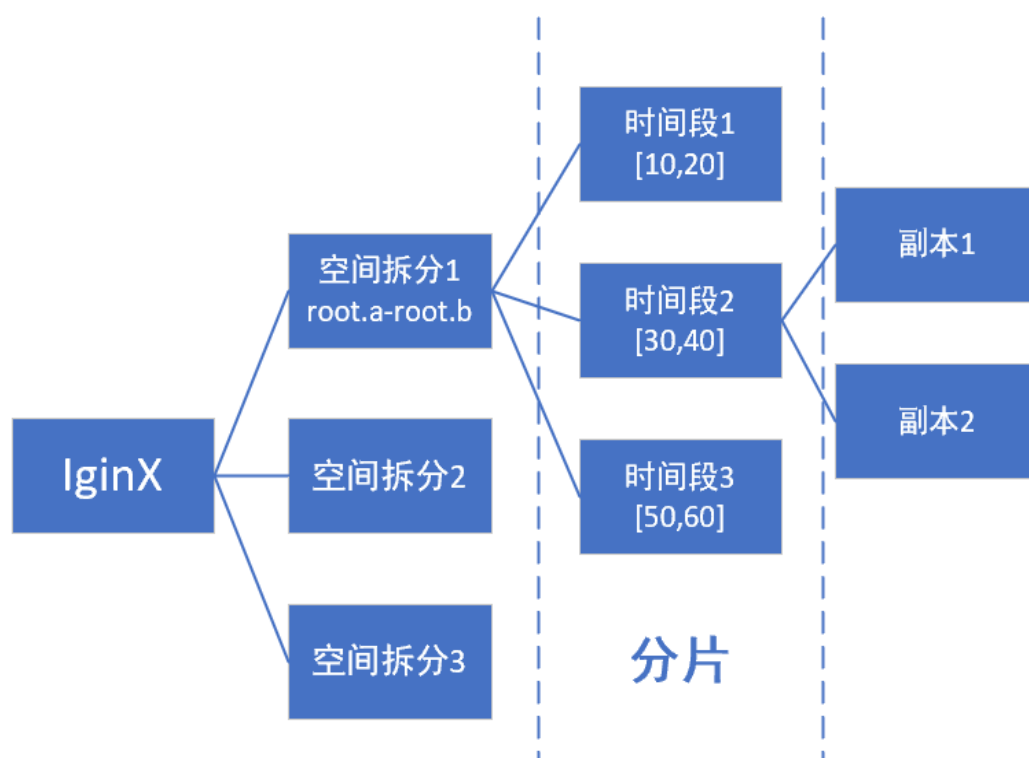 IginX
空间拆分1
root.a-root.b
空间拆分2
空间拆分3
时间段1
[10,20]
时间段2
[30,40]
时间段3
[50,60]
分片
副本1
副本2